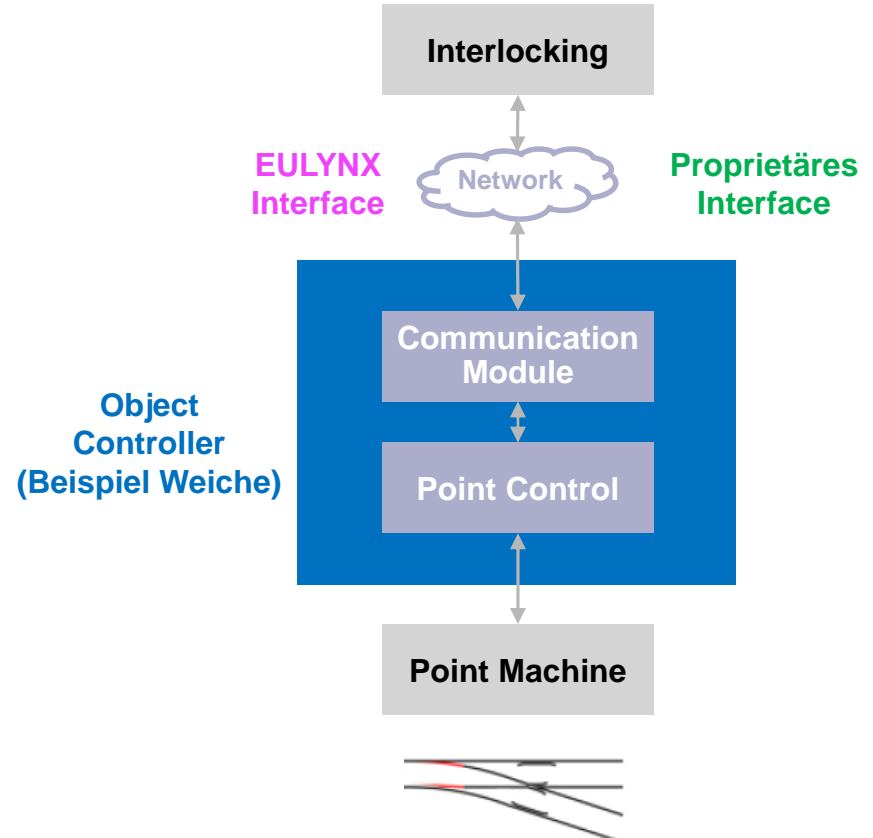 Interlocking
EULYNX
Interface
Network
Proprietäres
Interface
Communication
Module
Object
Controller
(Beispiel Weiche)
Point Control
Point Machine